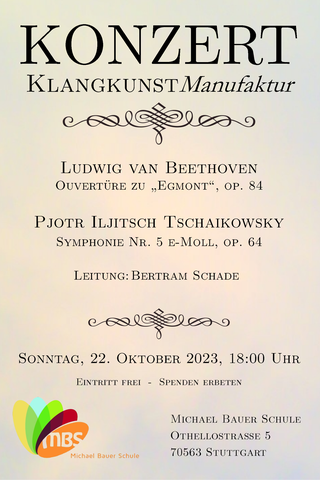 KONZERT
KLANGKUNSTManufaktur
LUDWIG VAN BEETHOVEN
OUVERTÜRE ZU „EGMONT“, OP. 84
PJOTR ILJITSCH TSCHAIKOWSKY
SYMPHONIE NR. 5 E-MOLL, OP. 64
LEITUNG: BERTRAM SCHADE
SONNTAG, 22. OKTOBER 2023, 18:00 UHR
EINTRITT FREI - SPENDEN ERBETEN
mBS
Michael Bauer Schule
MICHAEL BAUER SCHULE
OTHELLOSTRASSE 5
70563 STUTTGART